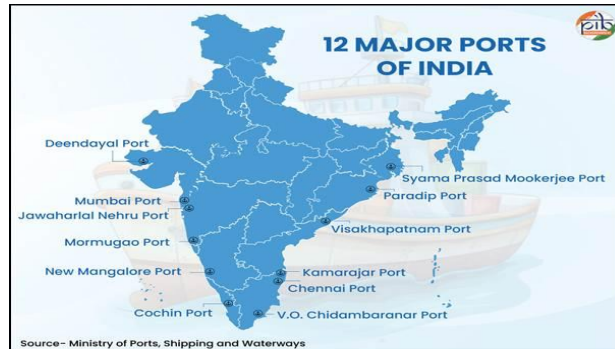 pib
12 MAJOR PORTS
OF INDIA
Deendayal Port
Syama Prasad Mookerjee Port
Mumbai Port
Paradip Port
Jawaharlal Nehru Port
Visakhapatnam Port
Mormugao Port
New Mangalore Port
Kamarajar Port
Chennai Port
Cochin Port
V.O. Chidambaranar Port
Source- Ministry of Ports, Shipping and Waterways